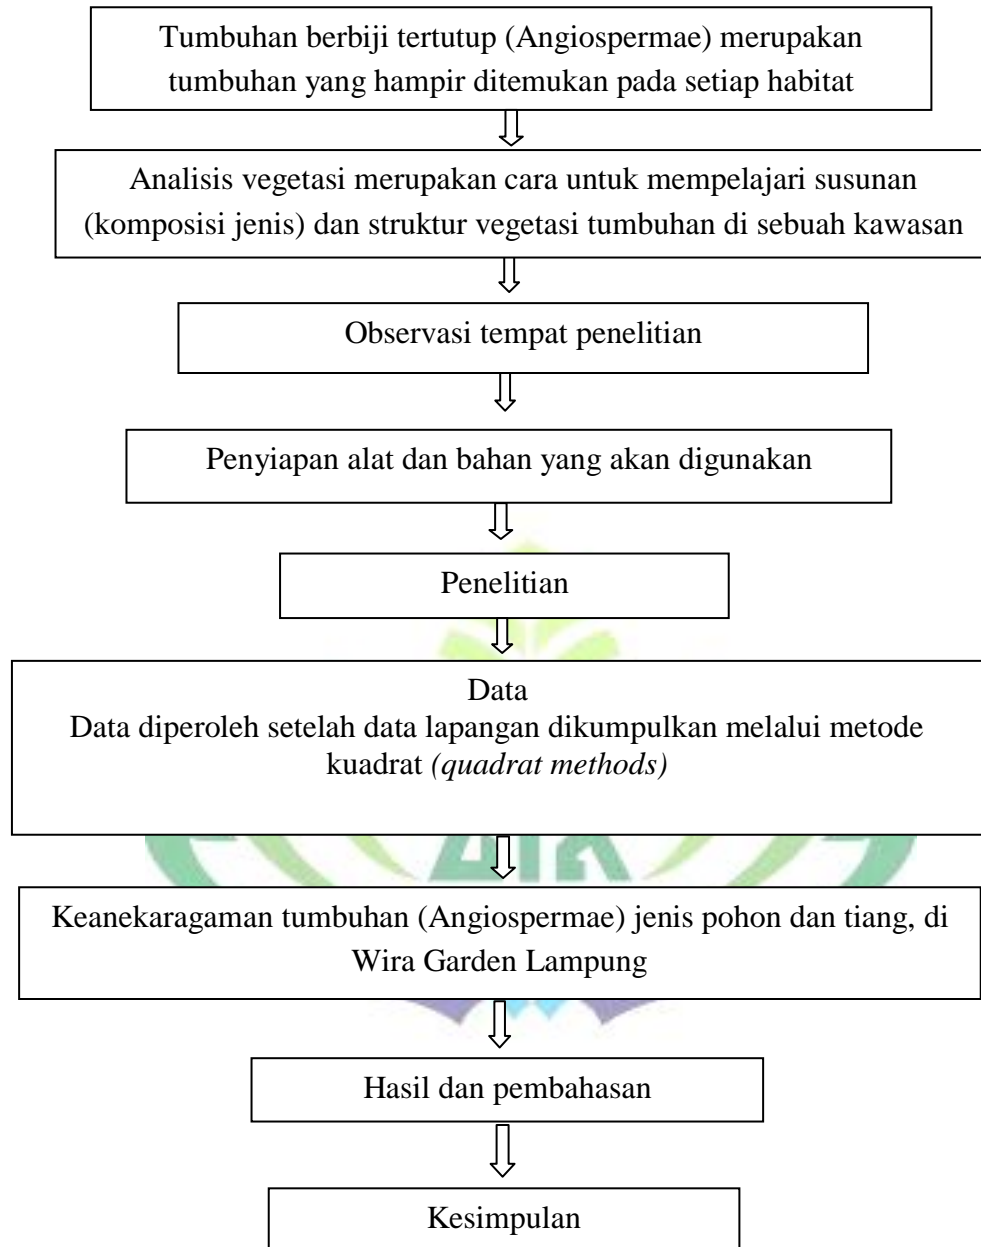 Tumbuhan berbiji tertutup (Angiospermae) merupakan
tumbuhan yang hampir ditemukan pada setiap habitat
Analisis vegetasi merupakan cara untuk mempelajari susunan
(komposisi jenis) dan struktur vegetasi tumbuhan di sebuah kawasan
Observasi tempat penelitian
Penyiapan alat dan bahan yang akan digunakan
Penelitian
Data
Data diperoleh setelah data lapangan dikumpulkan melalui metode
kuadrat (quadrat methods)
Keanekaragaman tumbuhan (Angiospermae) jenis pohon dan tiang, di
Wira Garden Lampung
Hasil dan pembahasan
Kesimpulan